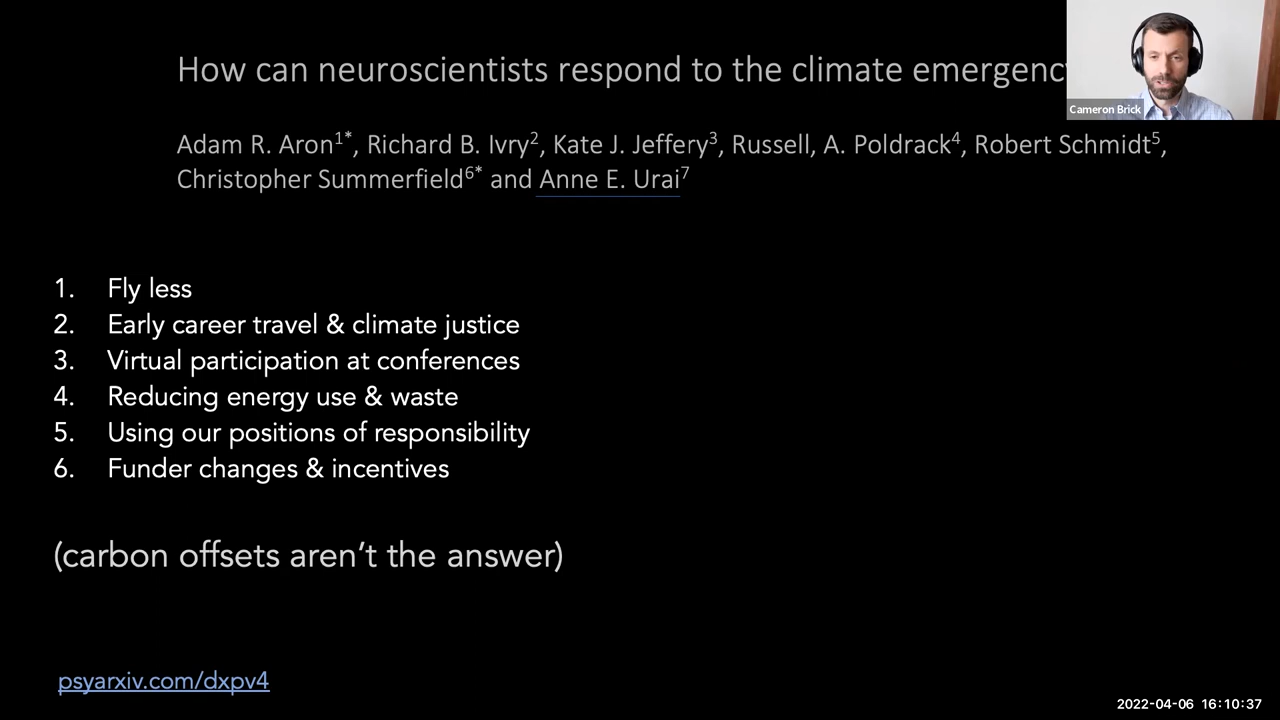 How can neuroscientists respond to the climate emergency
Cameron Brick
Adam R. Aron1*, Richard B. Ivry2, Kate J. Jeffery3, Russell, A. Poldrack4, Robert Schmidt5,
Christopher Summerfield6* and Anne E. Urai7
1. Fly less
2. Early career travel & climate justice
3. Virtual participation at conferences
4. Reducing energy use & waste
5. Using our positions of responsibility
6. Funder changes & incentives
(carbon offsets aren't the answer)
psyarxiv.com/dxpv4
2022-04-06 16:10:37